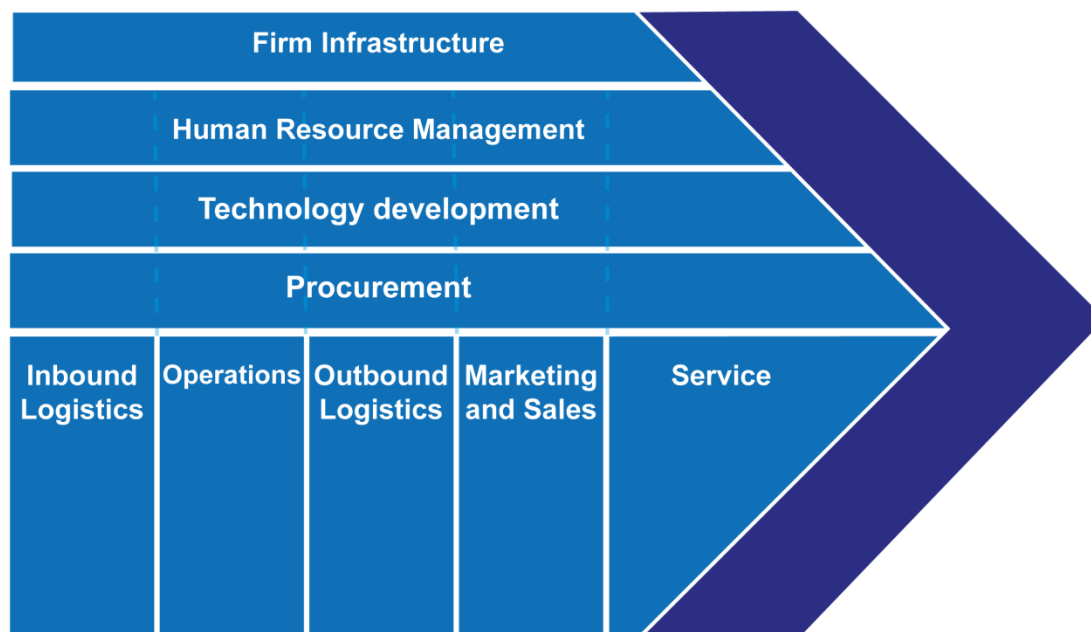 Firm Infrastructure
Human Resource Management
Technology development
Procurement
Inbound
Logistics
Operations
Outbound
Logistics
Marketing
and Sales
Service